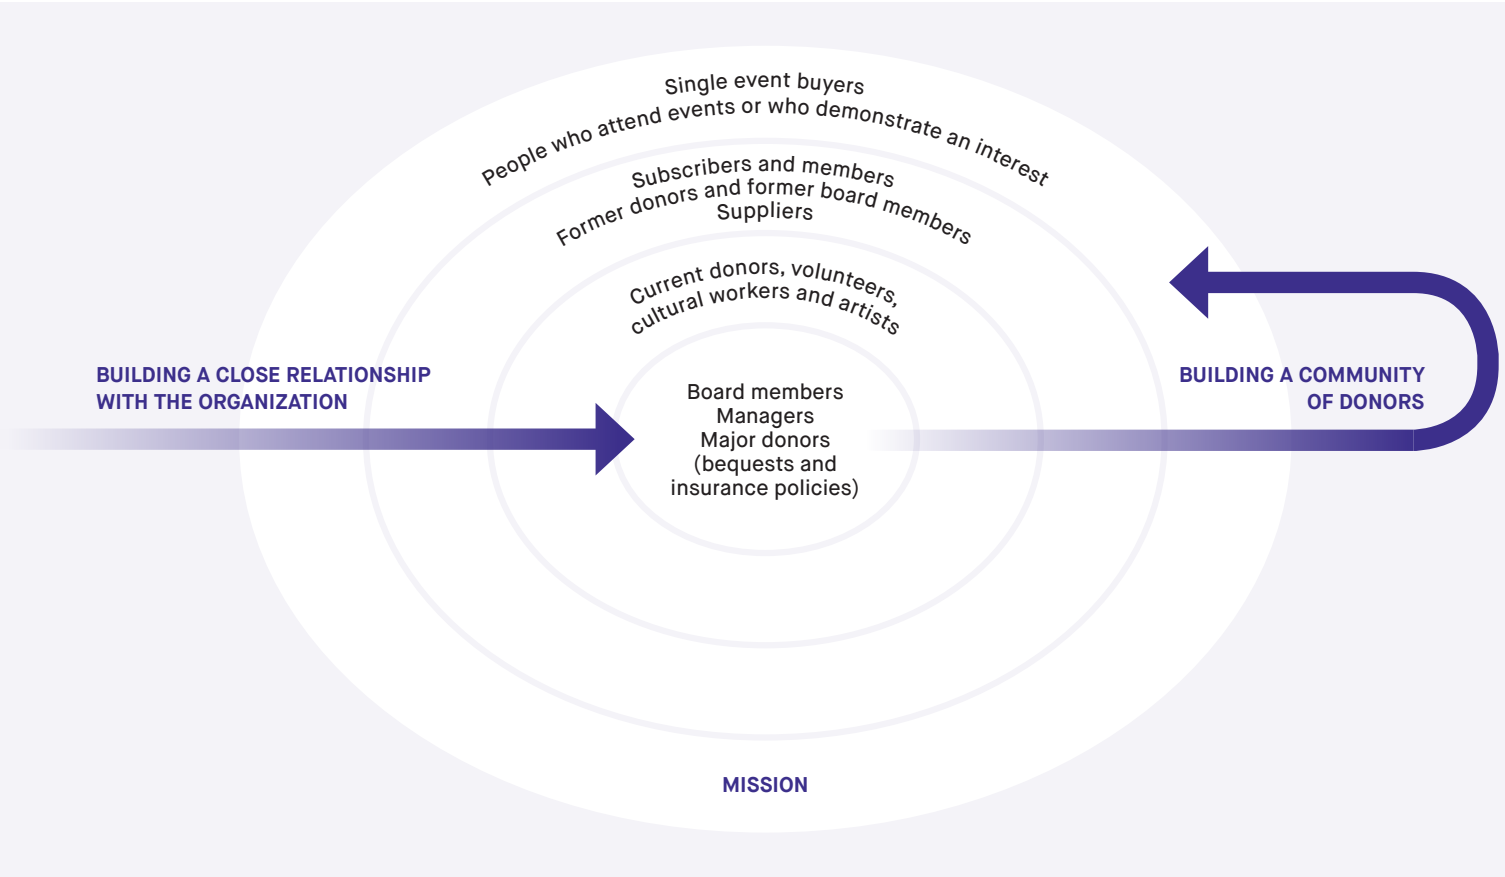 Single event buyers
People who attend events or who demonstrate an interest
Subscribers and members
Former donors and former board members
Suppliers
Current donors, volunteers,
cultural workers and artists
BUILDING A CLOSE RELATIONSHIP
WITH THE ORGANIZATION
Board members
Managers
Major donors
(bequests and
insurance policies)
BUILDING A COMMUNITY
OF DONORS
MISSION